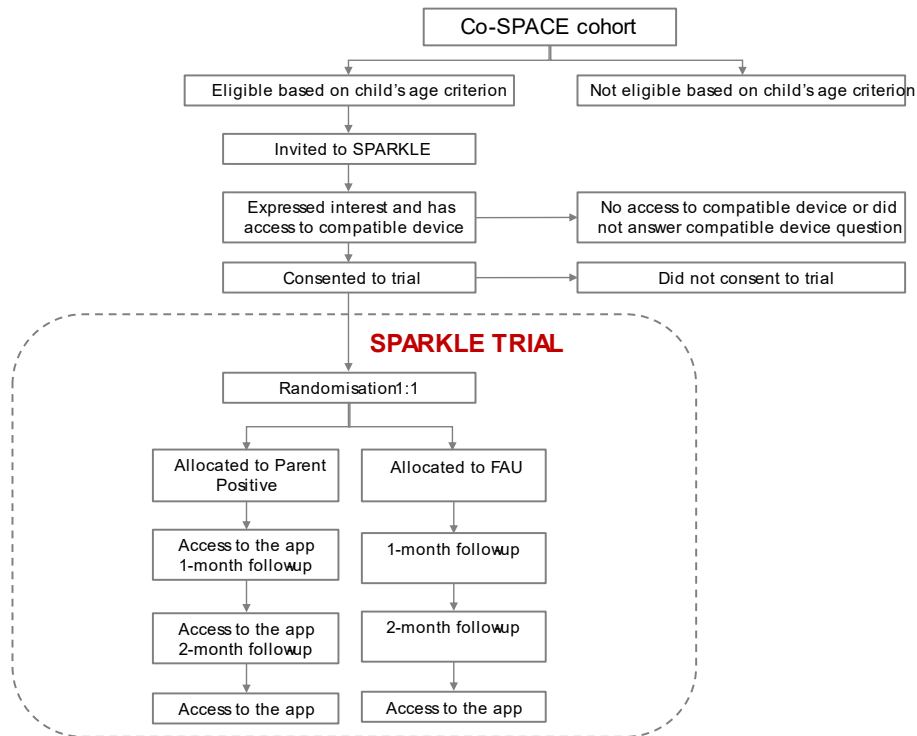 Co-SPACE cohort
Eligible based on child's age criterion
Not eligible based on child's age criterion
Invited to SPARKLE
Expressed interest and has
access to compatible device
No access to compatible device or did
not answer compatible device question
Consented to trial
Did not consent to trial
SPARKLE TRIAL
Randomisation1:1
Allocated to Parent
Positive
Allocated to FAU
Access to the app
1-month followup
1-month followup
Access to the app
2-month followup
2-month followup
Access to the app
Access to the app